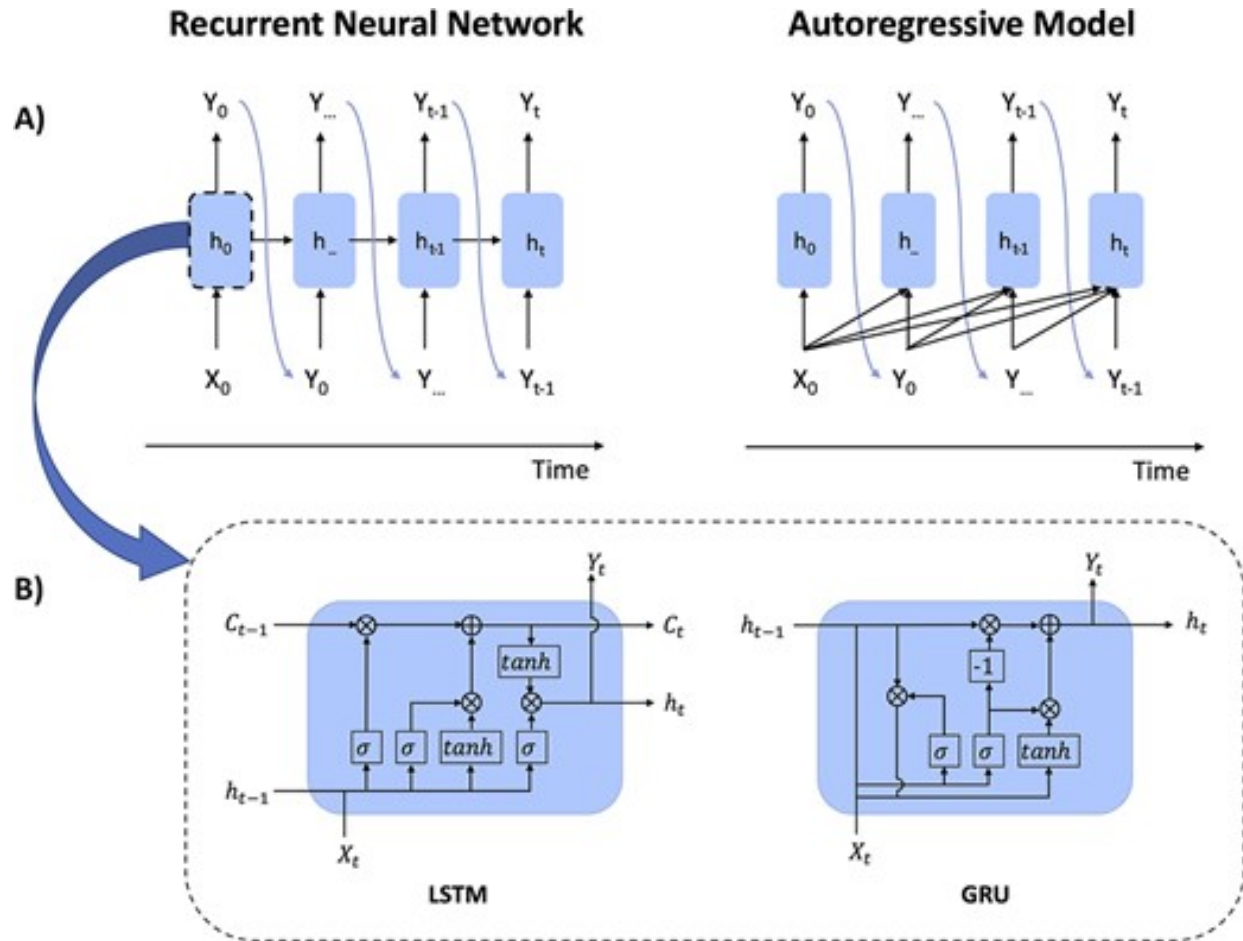 Recurrent Neural Network Autoregressive Model
A)
Y₀ Y... Yt-1 Yt Y₀ Y... Yt-1 Yt
h₀ h_ ht-1 ht h₀ h_ ht-1 ht
X₀ Y₀ Y... Yt-1 X₀ Y₀ Y... Yt-1
Time Time
B)
Yt Yt
Ct-1 Ct ht-1 ht
tanh -1
ht
σ σ tanh σ σ σ tanh
ht-1
Xt Xt
LSTM GRU